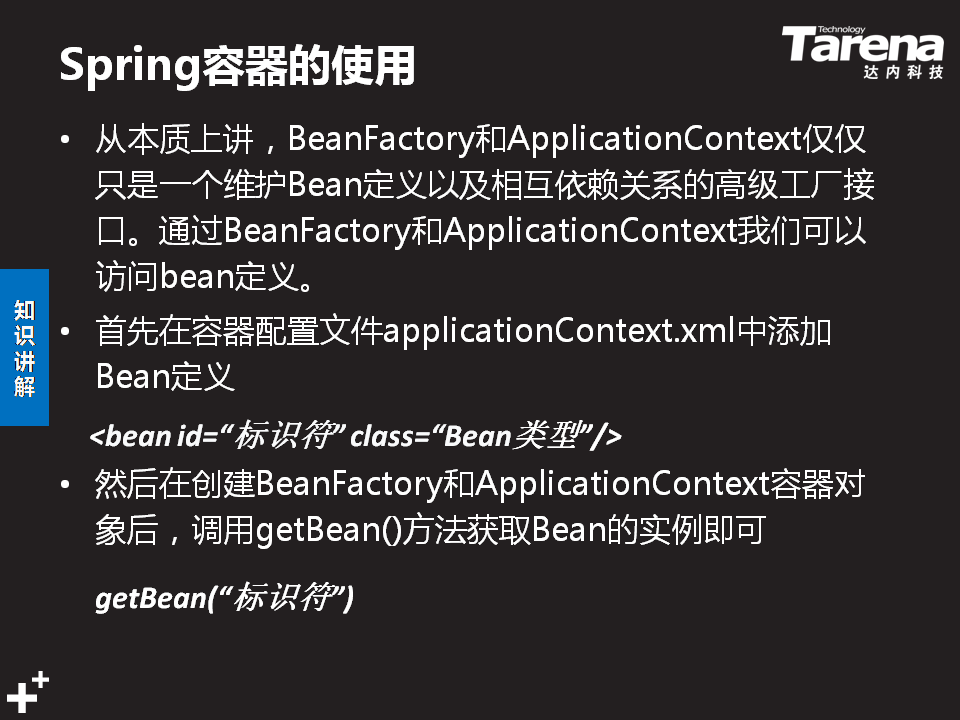 Spring容器的使用
Technology
Tarena
达内科技
• 从本质上讲，BeanFactory和ApplicationContext仅仅
只是一个维护Bean定义以及相互依赖关系的高级工厂接
口。通过BeanFactory和ApplicationContext我们可以
访问bean定义。
知识讲解
• 首先在容器配置文件applicationContext.xml中添加
Bean定义
<bean id=“标识符” class=“Bean类型”/>
• 然后在创建BeanFactory和ApplicationContext容器对
象后，调用getBean()方法获取Bean的实例即可
getBean(“标识符”)